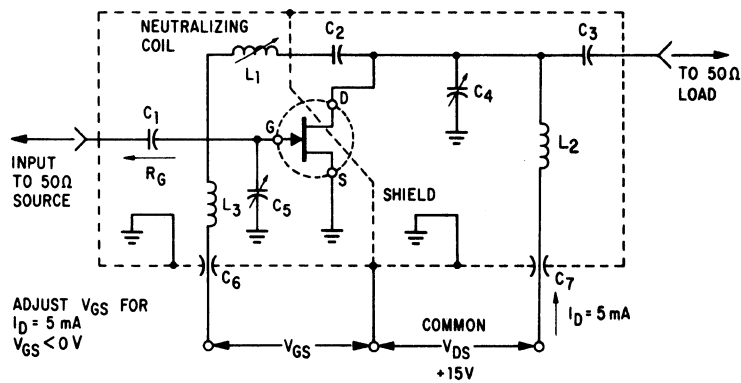 NEUTRALIZING
COIL
C2
C3
L1
TO 50Ω
LOAD
D
C4
C1
G
L2
INPUT
TO 50Ω
SOURCE
RG
S
SHIELD
L3
C5
C6
C7
ADJUST VGS FOR
ID = 5 mA
VGS < 0 V
ID = 5 mA
COMMON
VGS
VDS
+15V